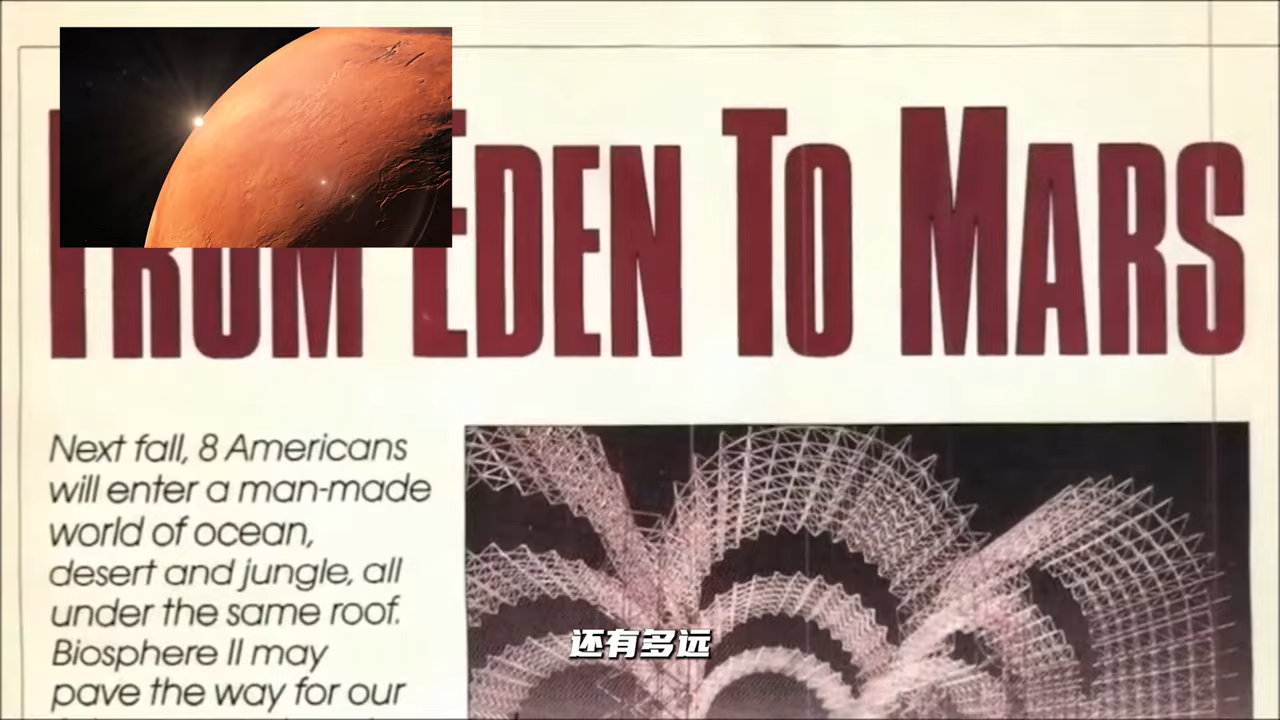 FROM EDEN TO MARS
Next fall, 8 Americans
will enter a man-made
world of ocean,
desert and jungle, all
under the same roof.
Biosphere II may
pave the way for our
还有多远